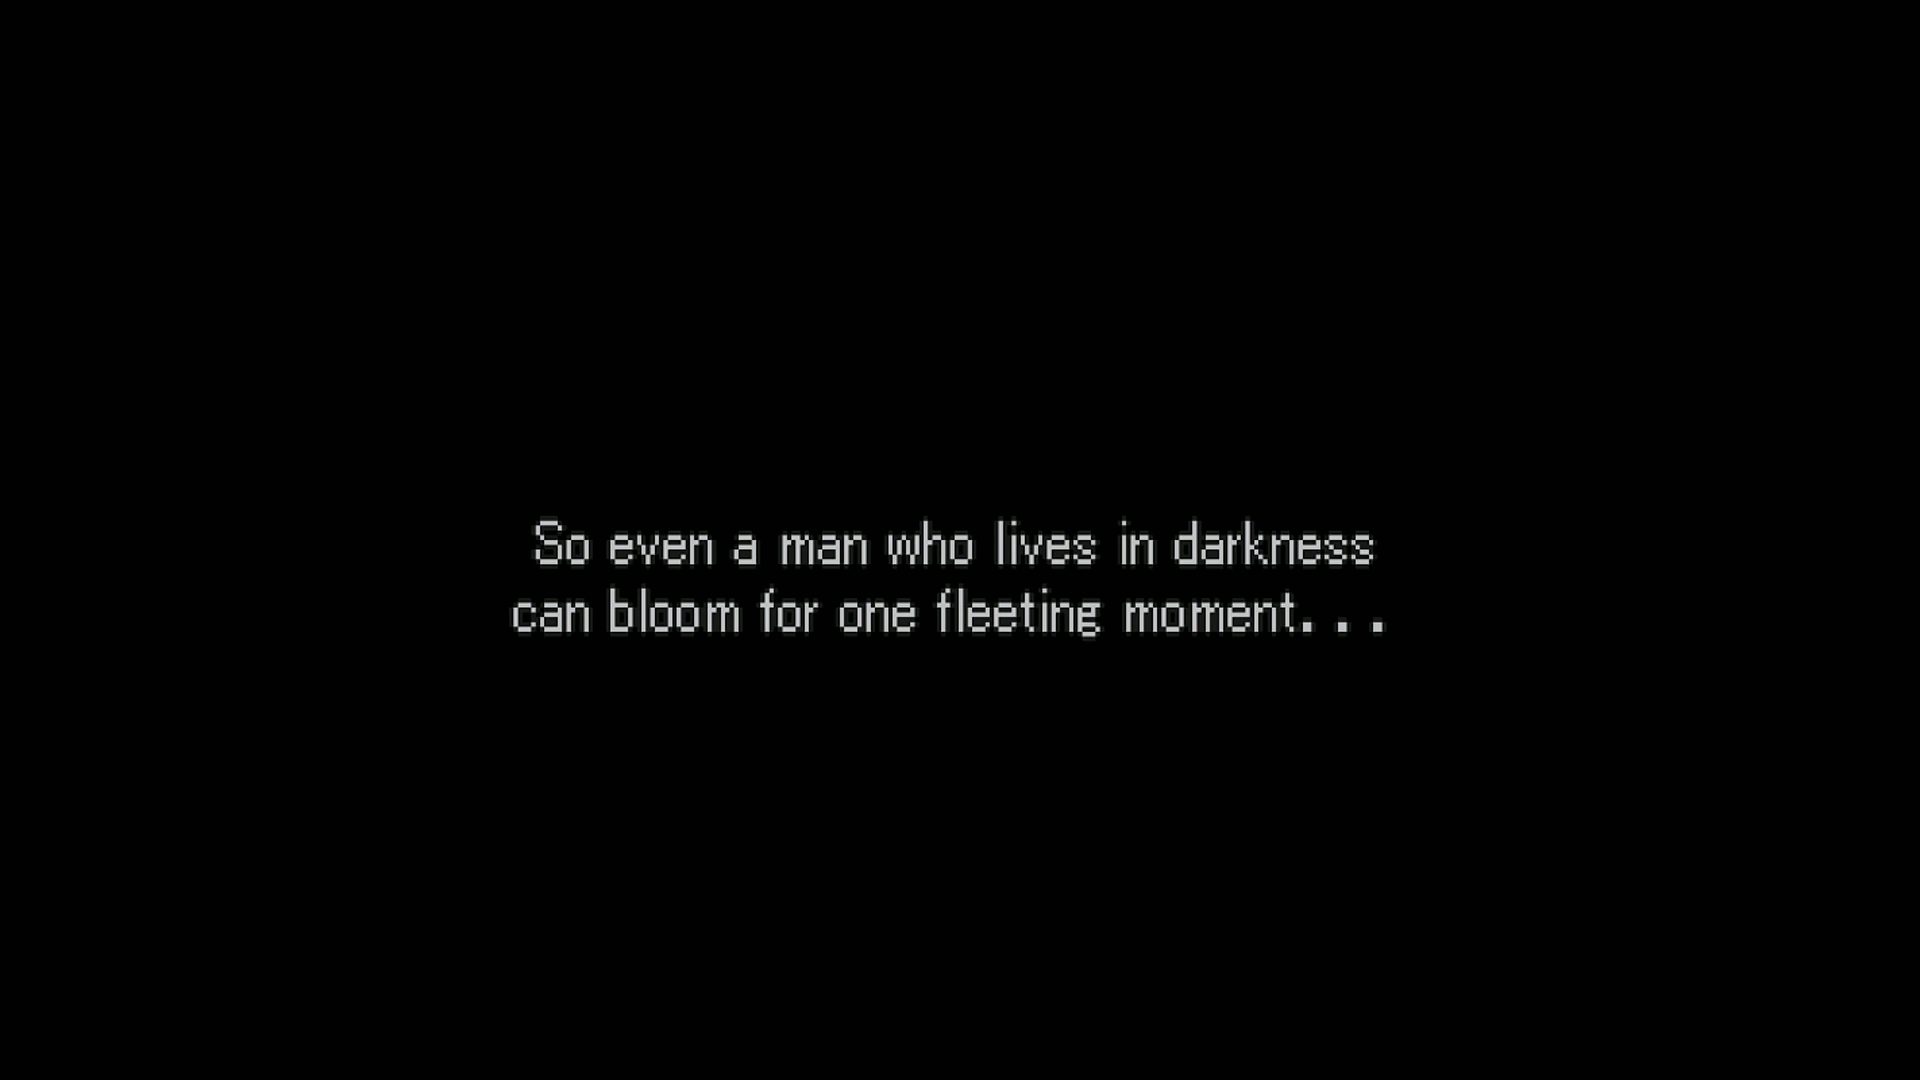 So even a man who lives in darkness
can bloom for one fleeting moment...